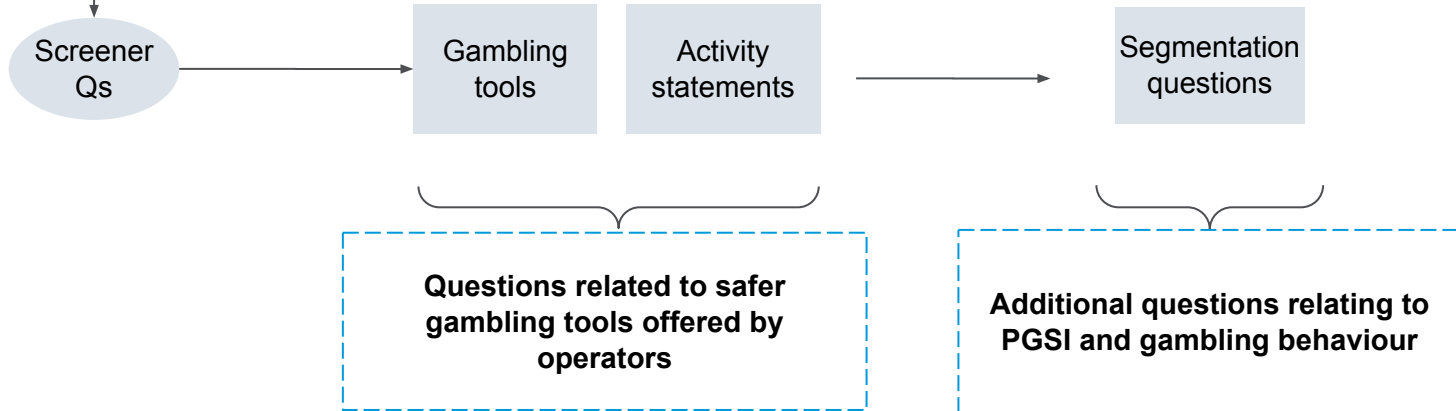 Screener
Qs
Gambling
tools
Activity
statements
Segmentation
questions
Questions related to safer
gambling tools offered by
operators
Additional questions relating to
PGSI and gambling behaviour